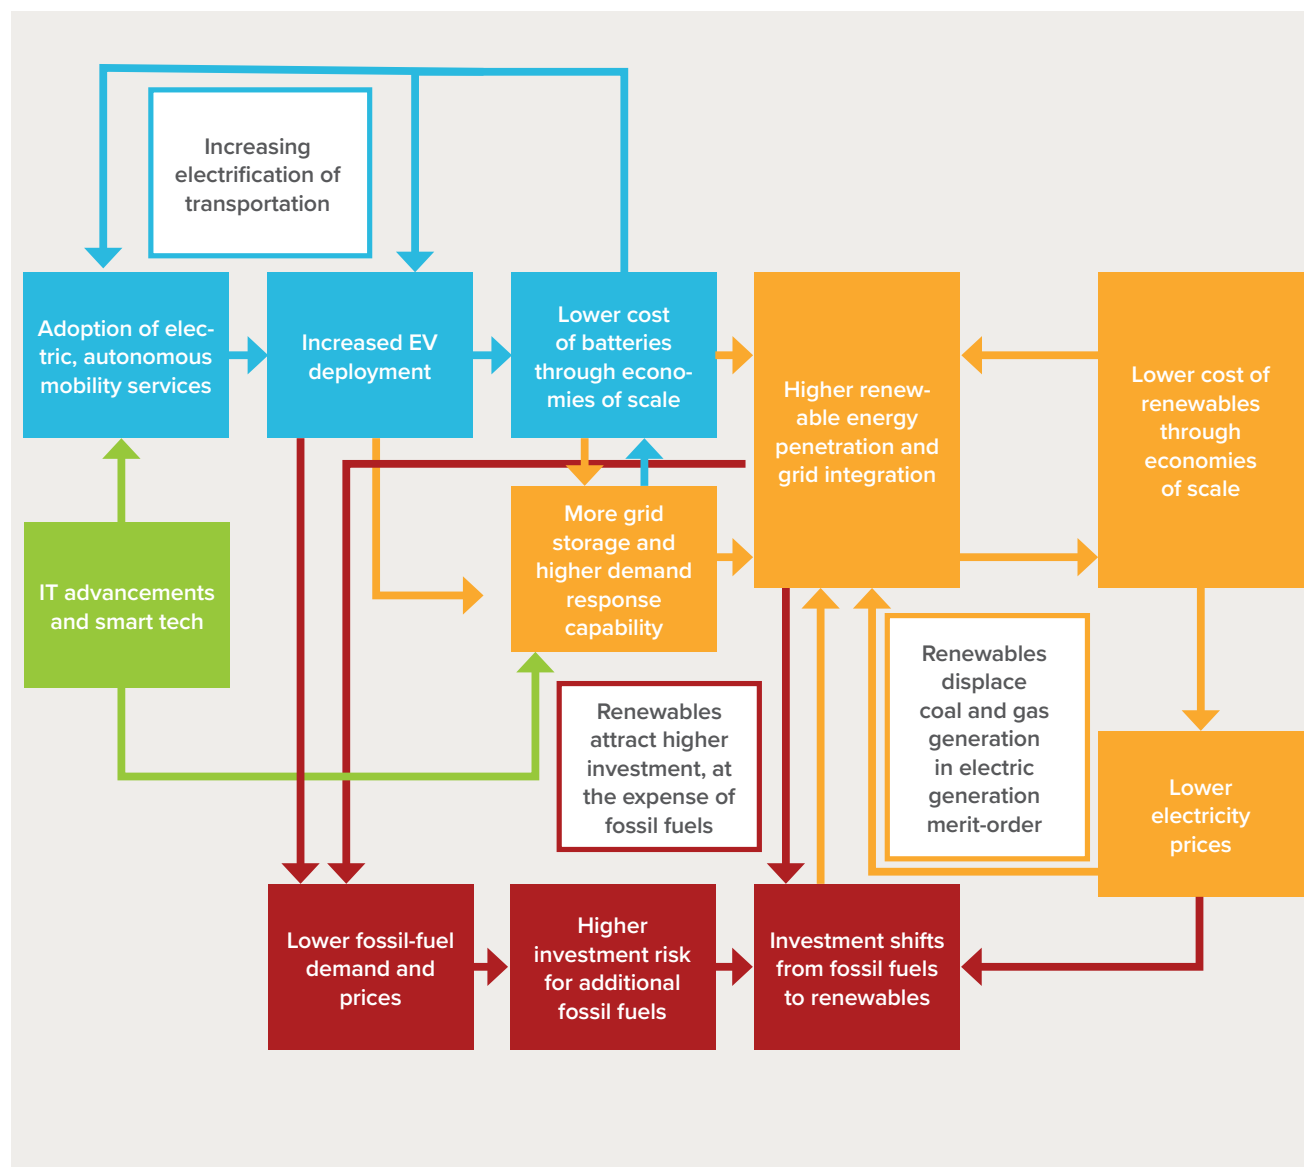 Increasing
electrification of
transportation
Adoption of elec-
tric, autonomous
mobility services
Increased EV
deployment
Lower cost
of batteries
through econo-
mies of scale
Higher renew-
able energy
penetration and
grid integration
Lower cost of
renewables
through
economies
of scale
IT advancements
and smart tech
More grid
storage and
higher demand
response
capability
Renewables
attract higher
investment, at
the expense of
fossil fuels
Renewables
displace
coal and gas
generation
in electric
generation
merit-order
Lower
electricity
prices
Lower fossil-fuel
demand and
prices
Higher
investment risk
for additional
fossil fuels
Investment shifts
from fossil fuels
to renewables